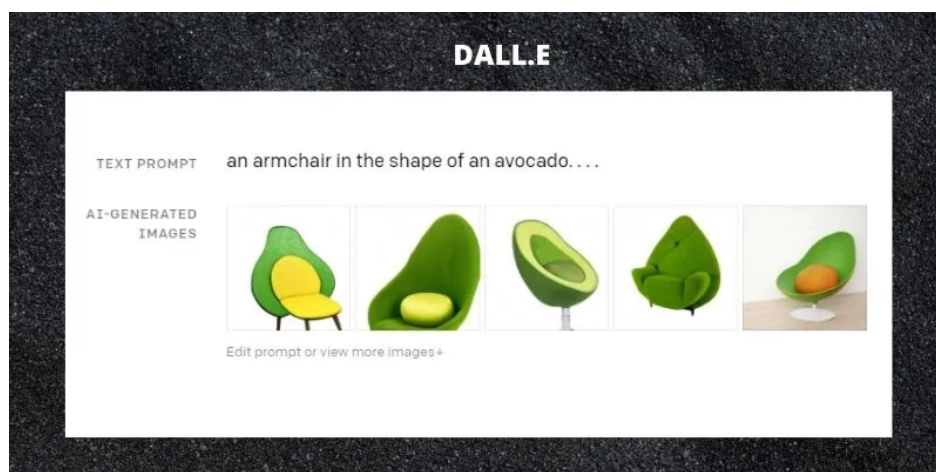 DALL.E
TEXT PROMPT
an armchair in the shape of an avocado. . . .
AI-GENERATED
IMAGES
Edit prompt or view more images↓